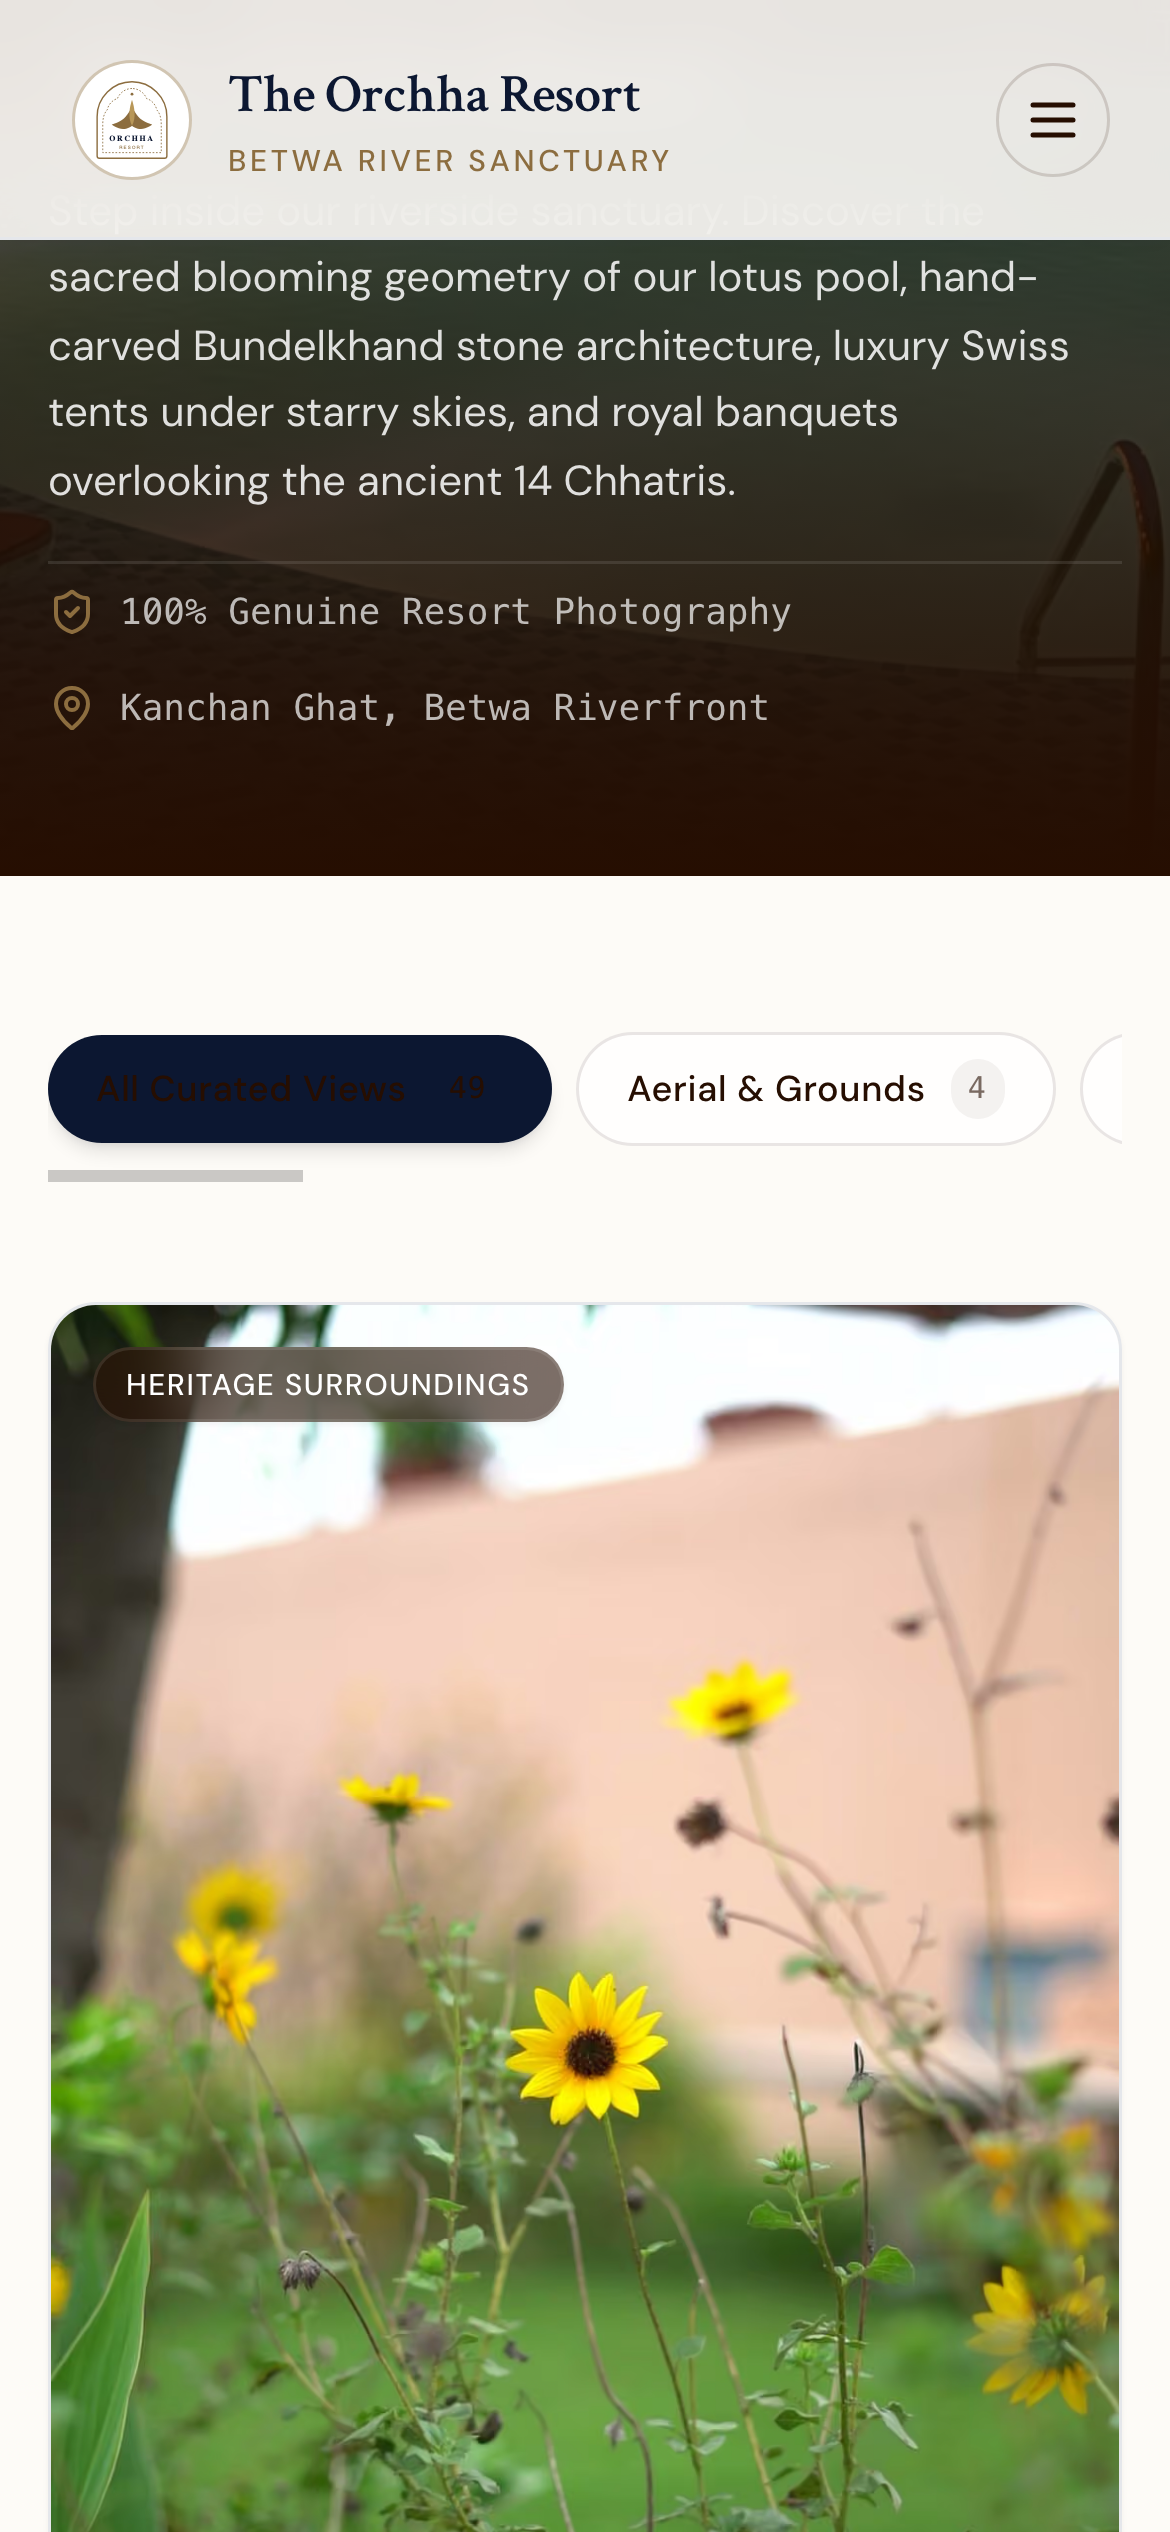 The Orchha Resort
BETWA RIVER SANCTUARY
ORCHHA
RESORT
Step inside our riverside sanctuary. Discover the
sacred blooming geometry of our lotus pool, hand-
carved Bundelkhand stone architecture, luxury Swiss
tents under starry skies, and royal banquets
overlooking the ancient 14 Chhatris.
100% Genuine Resort Photography
Kanchan Ghat, Betwa Riverfront
All Curated Views 49
Aerial & Grounds 4
HERITAGE SURROUNDINGS